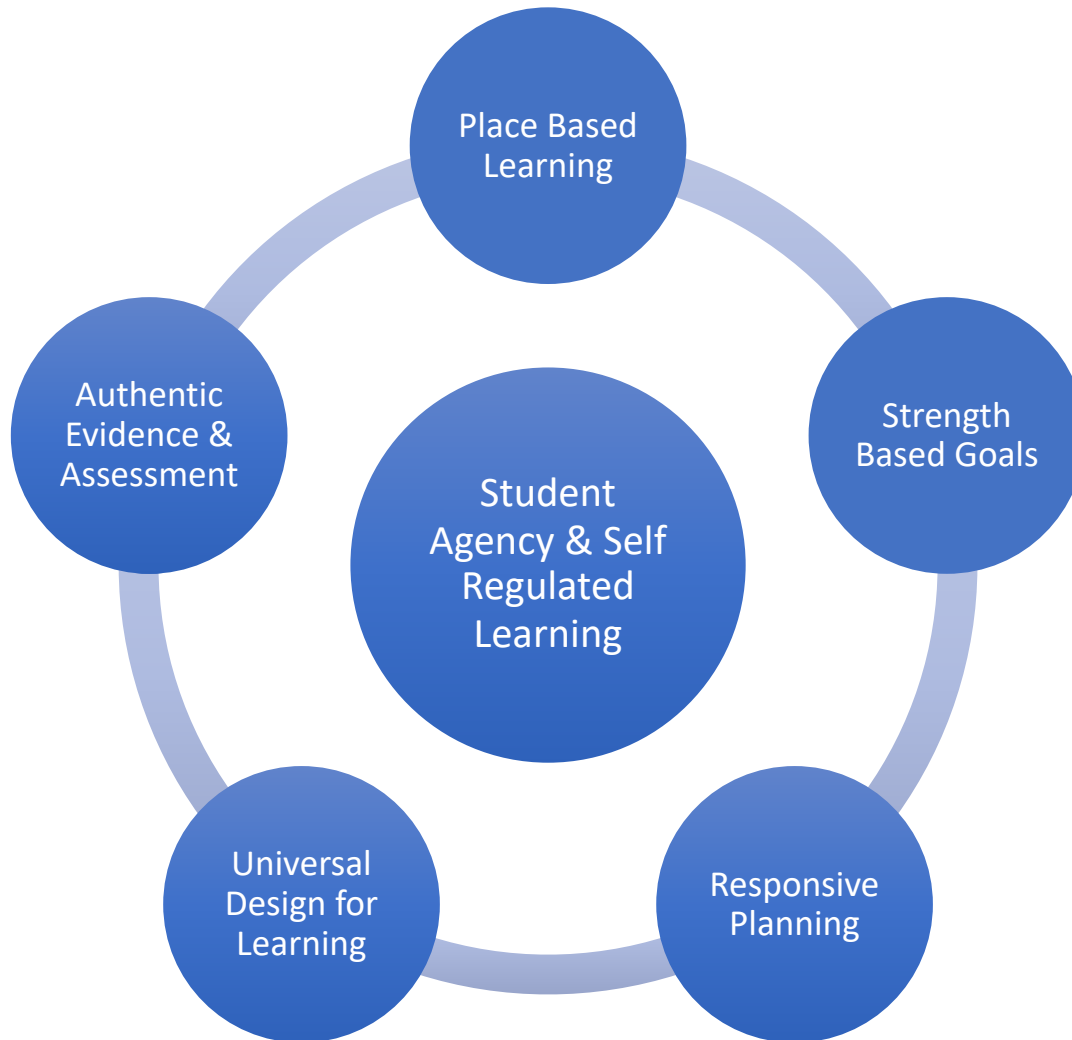 Place Based
Learning
Strength
Based Goals
Responsive
Planning
Universal
Design for
Learning
Authentic
Evidence &
Assessment
Student
Agency & Self
Regulated
Learning